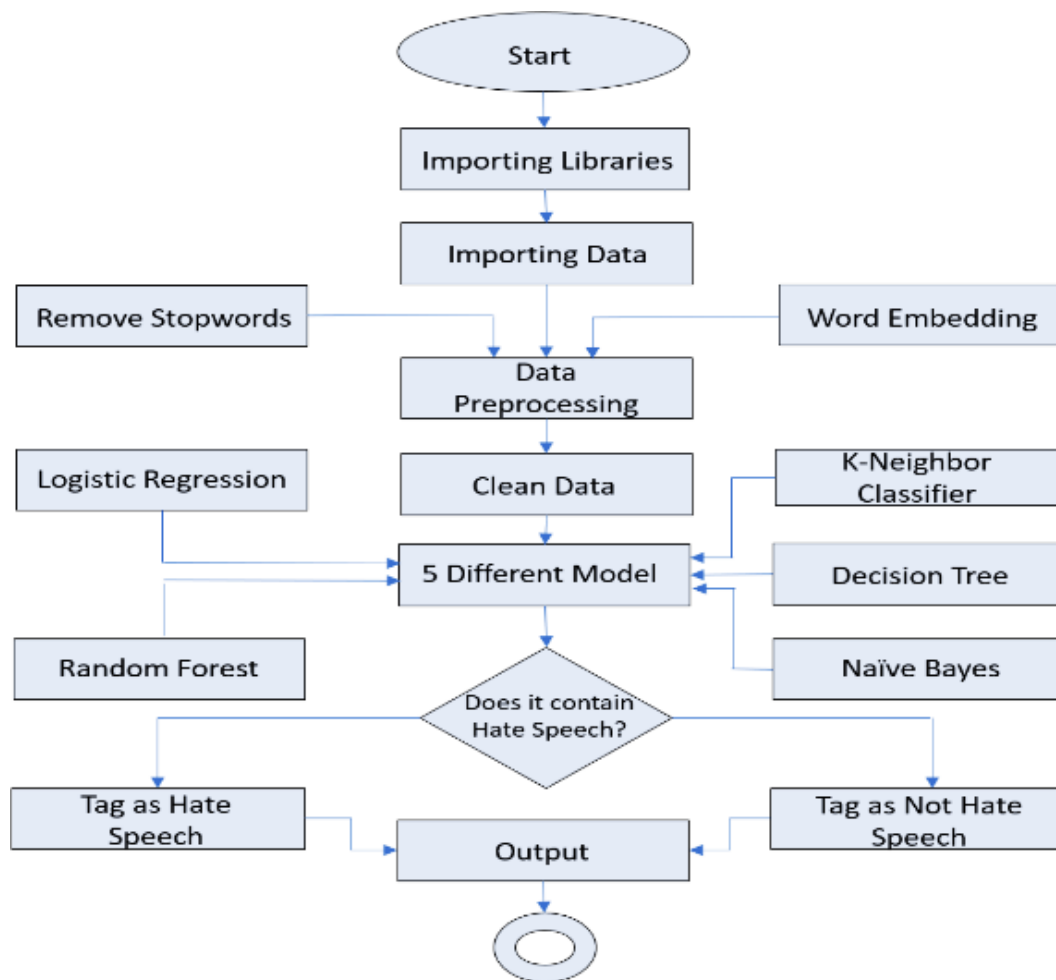 Start
Importing Libraries
Importing Data
Remove Stopwords
Word Embedding
Data
Preprocessing
Logistic Regression
Clean Data
K-Neighbor
Classifier
5 Different Model
Decision Tree
Random Forest
Naïve Bayes
Does it contain
Hate Speech?
Tag as Hate
Speech
Tag as Not Hate
Speech
Output